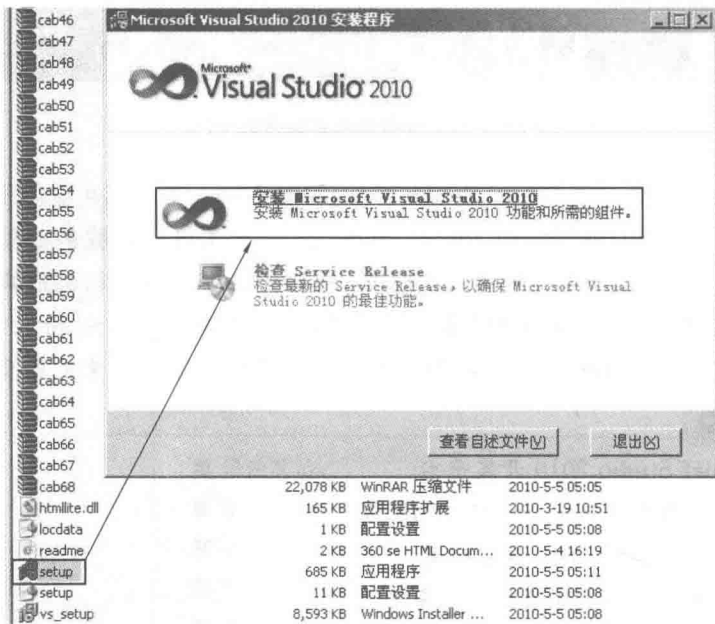 cab46
cab47
cab48
cab49
cab50
cab51
cab52
cab53
cab54
cab55
cab56
cab57
cab58
cab59
cab60
cab61
cab62
cab63
cab64
cab65
cab66
cab67
Microsoft Visual Studio 2010 安装程序
Microsoft
Visual Studio 2010
安装 Microsoft Visual Studio 2010
安装 Microsoft Visual Studio 2010 功能和所需的组件。
检查 Service Release
检查最新的 Service Release，以确保 Microsoft Visual
Studio 2010 的最佳功能。
查看自述文件(V) 退出(X)
cab68 22,078 KB WinRAR 压缩文件 2010-5-5 05:05
htmllite.dll 165 KB 应用程序扩展 2010-3-19 10:51
locdata 1 KB 配置设置 2010-5-5 05:08
readme 2 KB 360 se HTML Docum... 2010-5-4 16:19
setup 685 KB 应用程序 2010-5-5 05:11
setup 11 KB 配置设置 2010-5-5 05:08
vs_setup 8,593 KB Windows Installer ... 2010-5-5 05:08